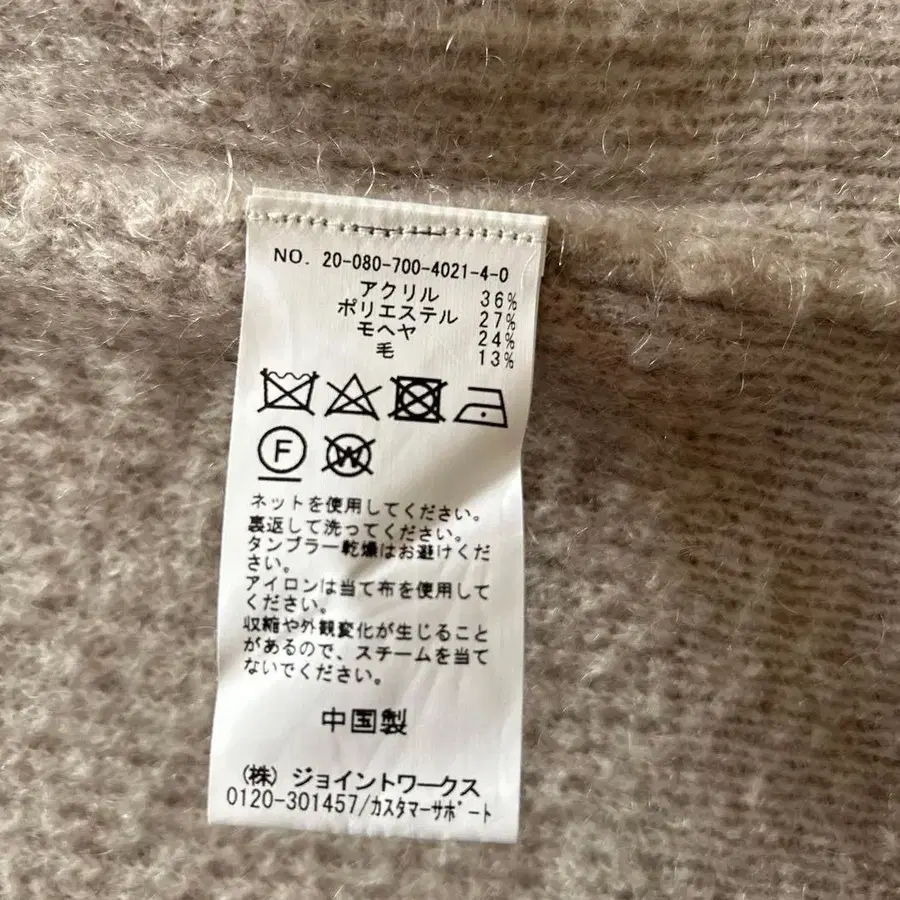 NO. 20-080-700-4021-4-0
アクリル 36%
ポリエステル 27%
モヘヤ 24%
毛 13%
F
W
ネットを使用してください。
裏返して洗ってください。
タンブラー乾燥はお避けくだ
さい。
アイロンは当て布を使用して
ください。
収縮や外観変化が生じること
があるので、スチームを当て
ないでください。
中国製
(株) ジョイントワークス
0120-301457/カスタマーサポート